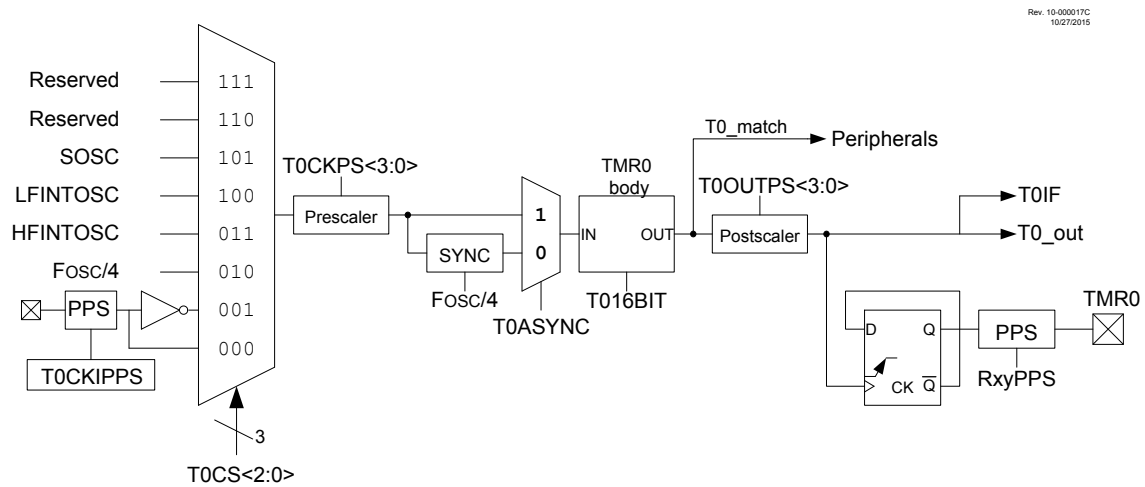 Rev. 10-000017C
10/27/2015
Reserved
111
Reserved
110
SOSC
101
LFINTOSC
100
HFINTOSC
011
FOSC/4
010
PPS
001
000
T0CKIPPS
3
T0CS<2:0>
T0CKPS<3:0>
Prescaler
SYNC
FOSC/4
1
0
T0ASYNC
TMR0
body
IN
OUT
T016BIT
T0_match
Peripherals
T0OUTPS<3:0>
Postscaler
T0IF
T0_out
D
Q
CK
Q̅
PPS
RxyPPS
TMR0